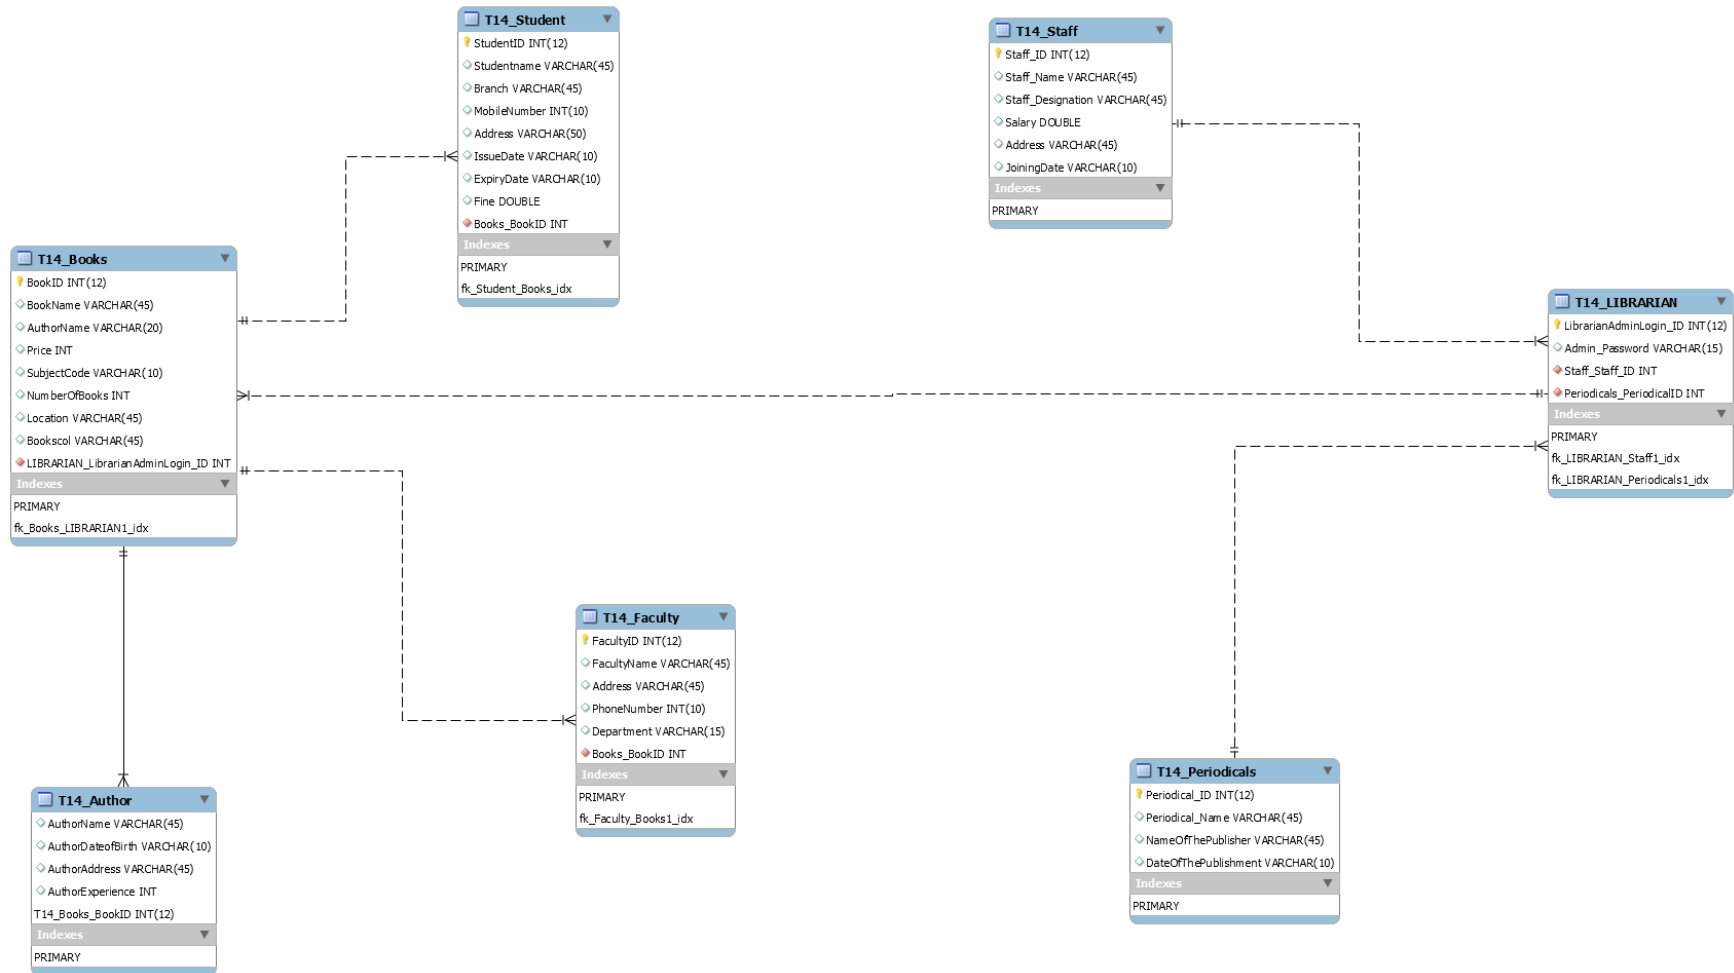 T14_Student
StudentID INT(12)
Studentname VARCHAR(45)
Branch VARCHAR(45)
MobileNumber INT(10)
Address VARCHAR(50)
IssueDate VARCHAR(10)
ExpiryDate VARCHAR(10)
Fine DOUBLE
Books_BookID INT
Indexes
PRIMARY
fk_Student_Books_idx
T14_Staff
Staff_ID INT(12)
Staff_Name VARCHAR(45)
Staff_Designation VARCHAR(45)
Salary DOUBLE
Address VARCHAR(45)
JoiningDate VARCHAR(10)
Indexes
PRIMARY
T14_Books
BookID INT(12)
BookName VARCHAR(45)
AuthorName VARCHAR(20)
Price INT
SubjectCode VARCHAR(10)
NumberOfBooks INT
Location VARCHAR(45)
Bookscol VARCHAR(45)
LIBRARIAN_LibrarianAdminLogin_ID INT
Indexes
PRIMARY
fk_Books_LIBRARIAN1_idx
T14_LIBRARIAN
LibrarianAdminLogin_ID INT(12)
Admin_Password VARCHAR(15)
Staff_Staff_ID INT
Periodicals_PeriodicalID INT
Indexes
PRIMARY
fk_LIBRARIAN_Staff1_idx
fk_LIBRARIAN_Periodicals1_idx
T14_Faculty
FacultyID INT(12)
FacultyName VARCHAR(45)
Address VARCHAR(45)
PhoneNumber INT(10)
Department VARCHAR(15)
Books_BookID INT
Indexes
PRIMARY
fk_Faculty_Books1_idx
T14_Author
AuthorName VARCHAR(45)
AuthorDateofBirth VARCHAR(10)
AuthorAddress VARCHAR(45)
AuthorExperience INT
T14_Books_BookID INT(12)
Indexes
PRIMARY
T14_Periodicals
Periodical_ID INT(12)
Periodical_Name VARCHAR(45)
NameOfThePublisher VARCHAR(45)
DateOfThePublishment VARCHAR(10)
Indexes
PRIMARY